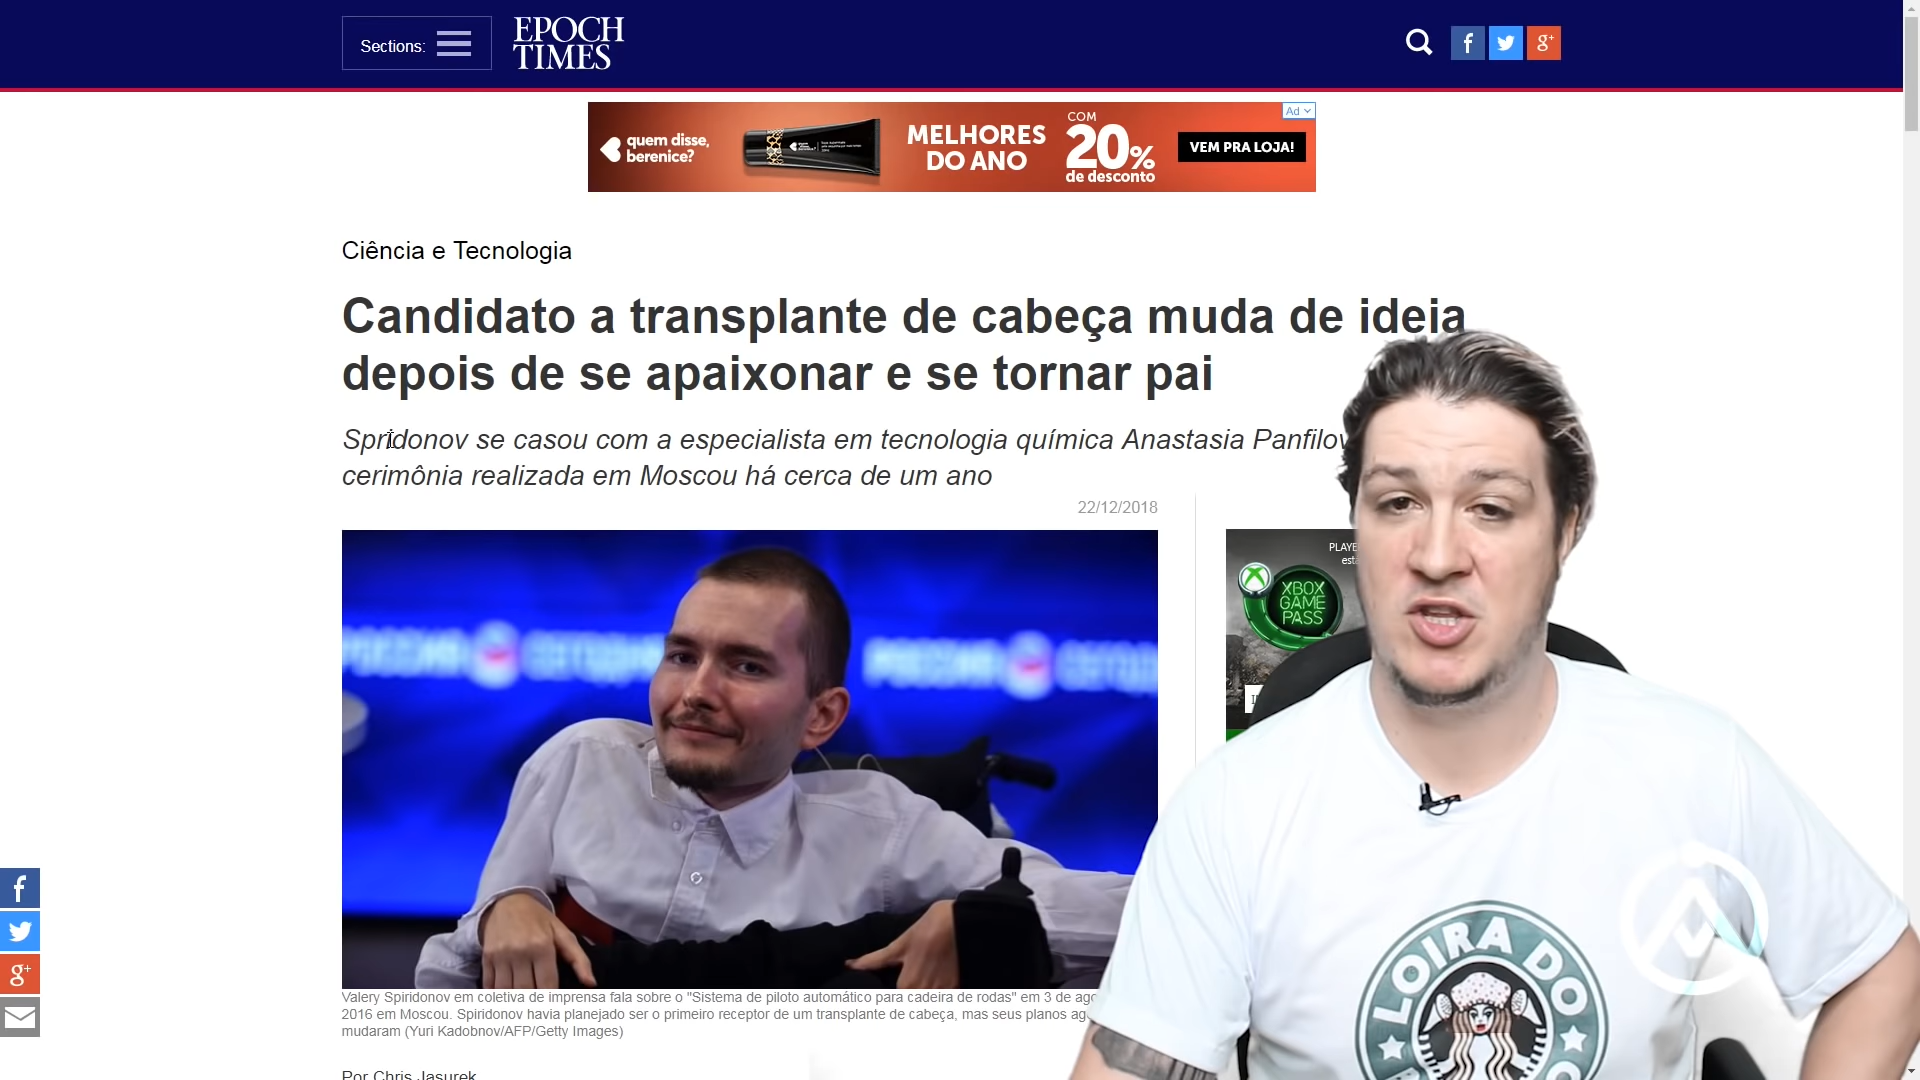 Sections:
EPOCH
TIMES
f
g+
quem disse,
berenice?
MELHORES
DO ANO
COM
20%
de desconto
VEM PRA LOJA!
Ad
Ciência e Tecnologia
Candidato a transplante de cabeça muda de ideia
depois de se apaixonar e se tornar pai
Spridonov se casou com a especialista em tecnologia química Anastasia Panfilov
cerimônia realizada em Moscou há cerca de um ano
22/12/2018
РОССИЯ СЕГОДНЯ
РОССИЯ СЕГОДНЯ
XBOX
GAME
PASS
LOIRA DO
f
g+
Valery Spiridonov em coletiva de imprensa fala sobre o "Sistema de piloto automático para cadeira de rodas" em 3 de ago
2016 em Moscou. Spiridonov havia planejado ser o primeiro receptor de um transplante de cabeça, mas seus planos ag
mudaram (Yuri Kadobnov/AFP/Getty Images)
Por Chris Jasurek